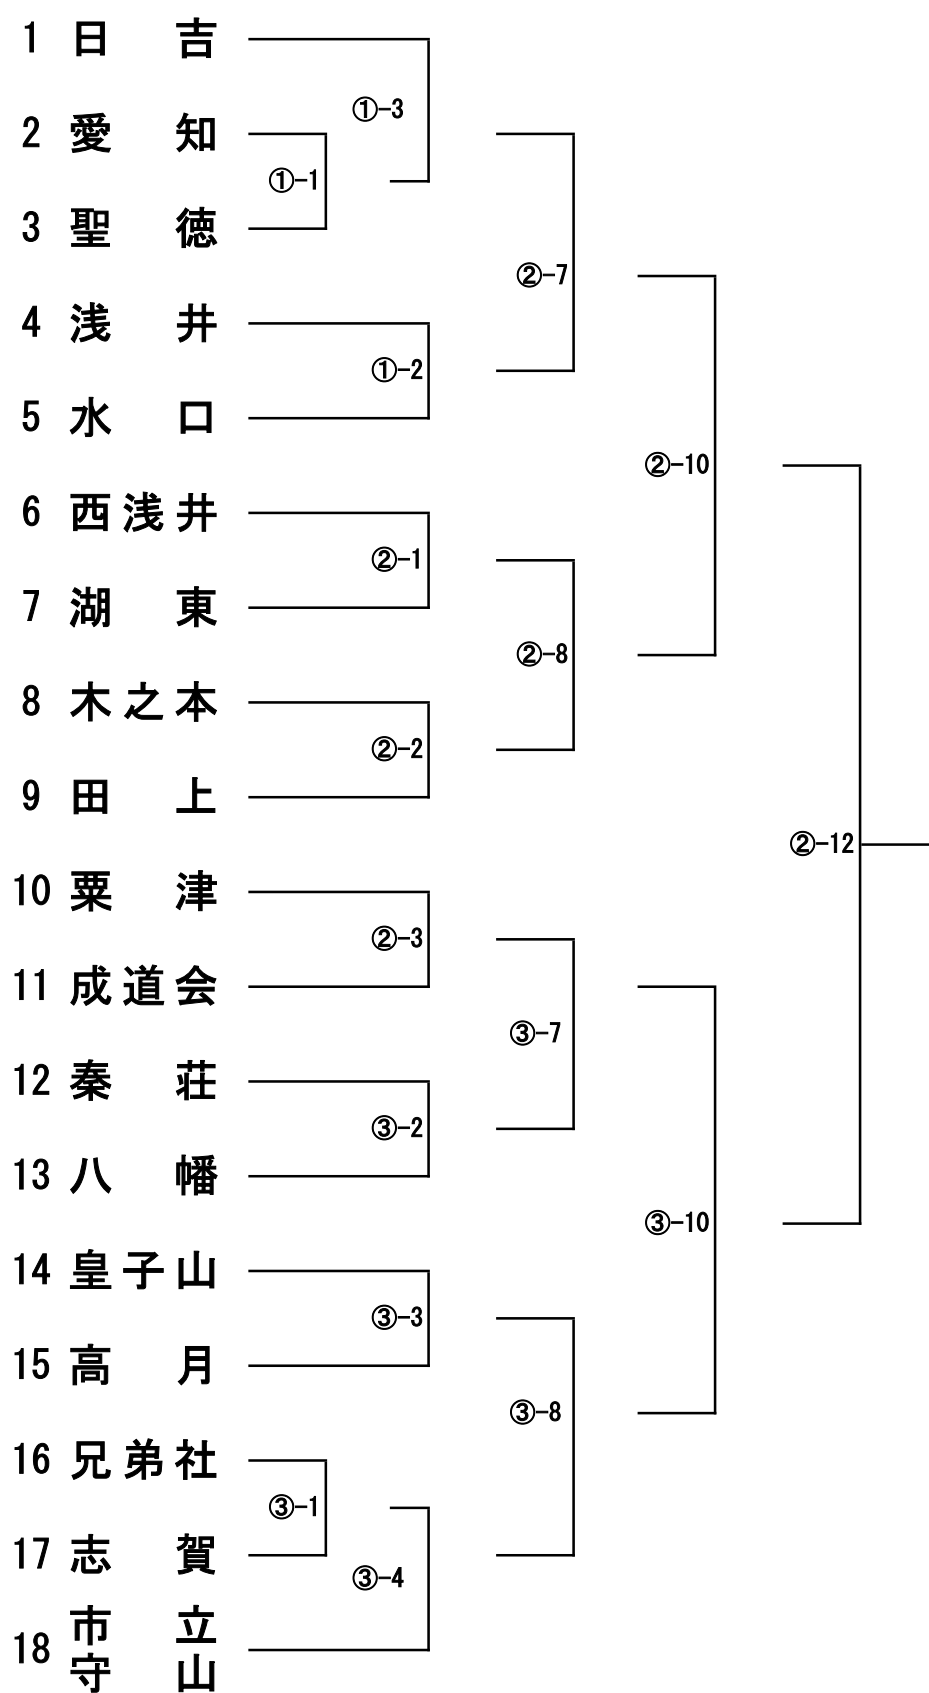 1 日吉
①-3
2 愛知
①-1
3 聖徳
②-7
4 浅井
①-2
5 水口
②-10
6 西浅井
②-1
7 湖東
②-8
8 木之本
②-2
9 田上
②-12
10 粟津
②-3
11 成道会
③-7
12 秦荘
③-2
13 八幡
③-10
14 皇子山
③-3
15 高月
③-8
16 兄弟社
③-1
17 志賀
③-4
18 市立守山